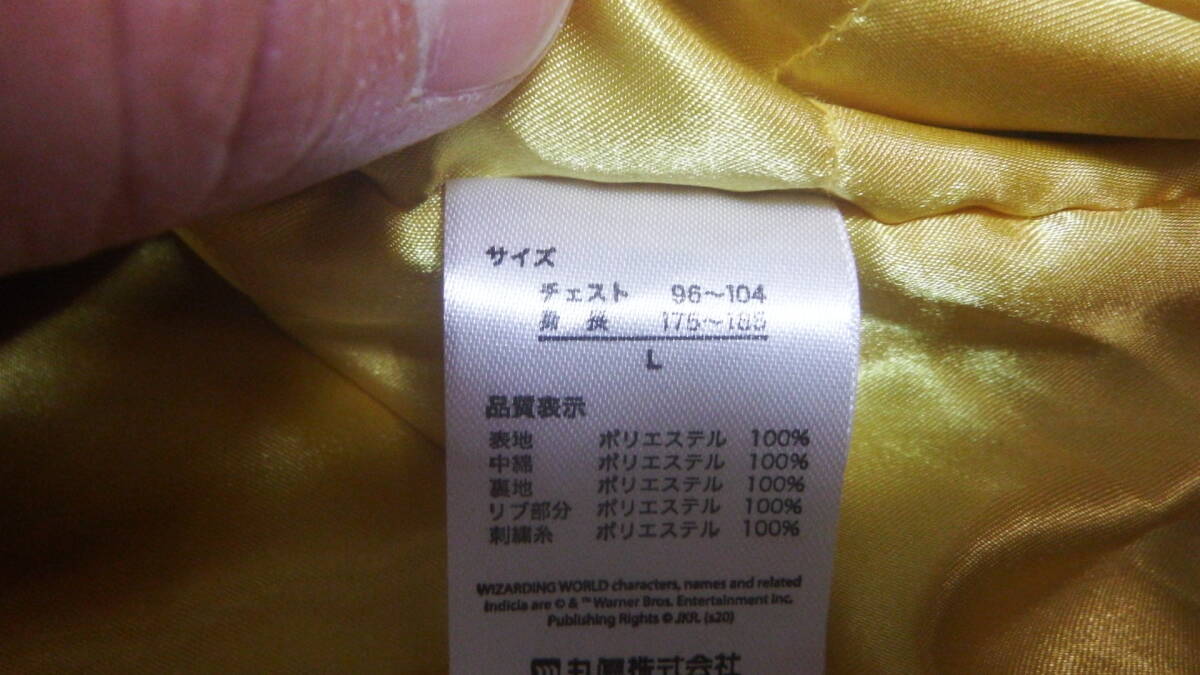 サイズ
チェスト 96～104
身長 175～185
L
品質表示
表地 ポリエステル 100%
中綿 ポリエステル 100%
裏地 ポリエステル 100%
リブ部分 ポリエステル 100%
刺繍糸 ポリエステル 100%
WIZARDING WORLD characters, names and related
indicia are © & ™ Warner Bros. Entertainment Inc.
Publishing Rights © JKR. (s20)
丸眞株式会社